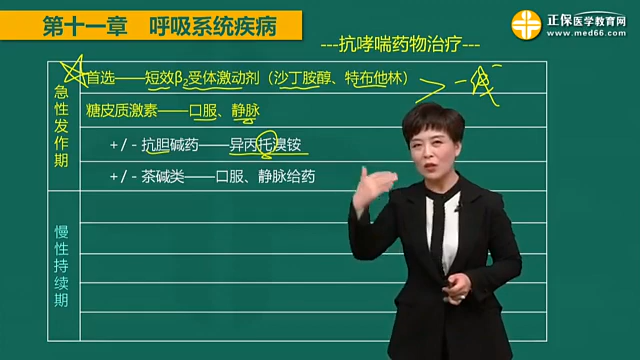 第十一章 呼吸系统疾病
正保医学教育网
www.med66.com
---抗哮喘药物治疗---
急性发作期
首选——短效β2受体激动剂（沙丁胺醇、特布他林）
糖皮质激素——口服、静脉
+/- 抗胆碱药——异丙托溴铵
+/- 茶碱类——口服、静脉给药
慢性持续期